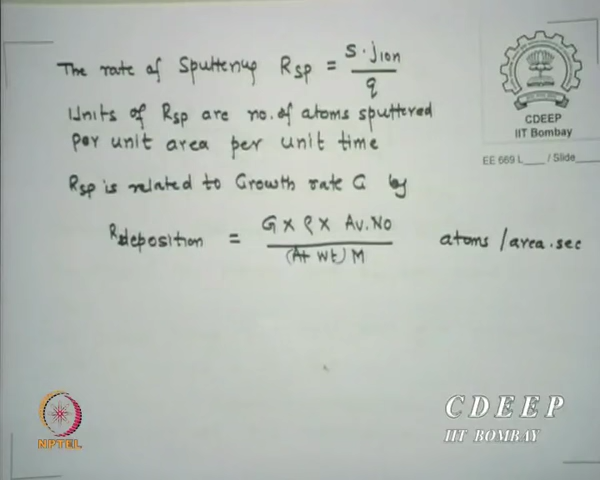 The rate of Sputtering Rsp = S. jion / q
Units of Rsp are no. of atoms sputtered
per unit area per unit time
Rsp is related to Growth rate G by
Rdeposition = G x ρ x Av. No / (At Wt) M atoms / area. sec
CDEEP
IIT Bombay
EE 669 L___ / Slide___
NPTEL
CDEEP
IIT BOMBAY